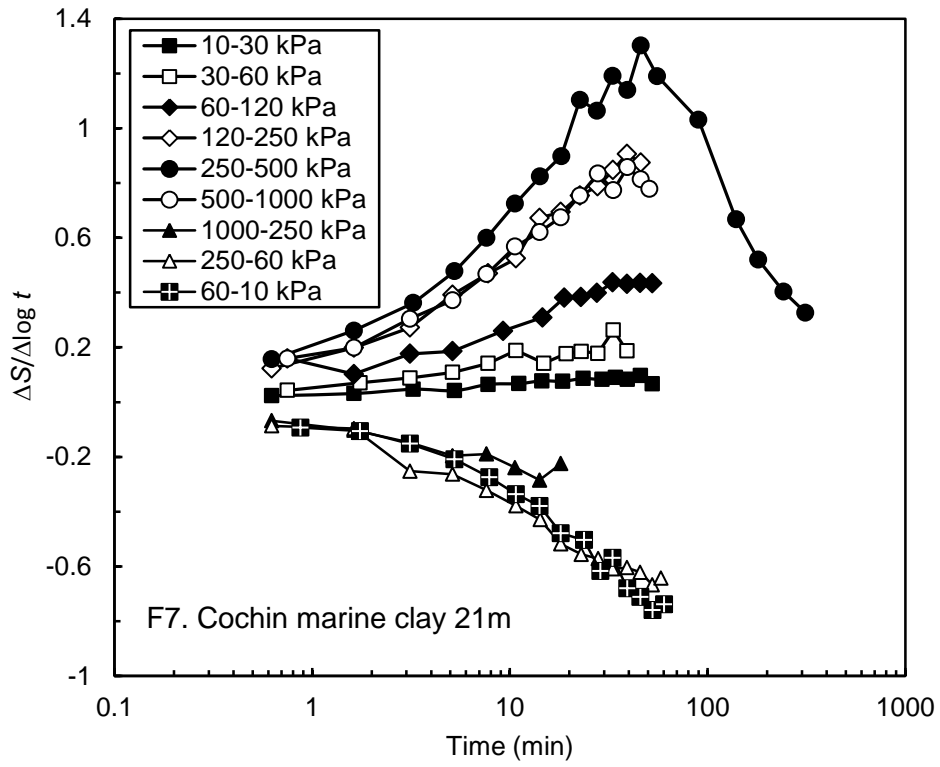 1.4
1
0.6
0.2
-0.2
-0.6
-1
ΔS/Δlog t
10-30 kPa
30-60 kPa
60-120 kPa
120-250 kPa
250-500 kPa
500-1000 kPa
1000-250 kPa
250-60 kPa
60-10 kPa
F7. Cochin marine clay 21m
0.1 1 10 100 1000
Time (min)